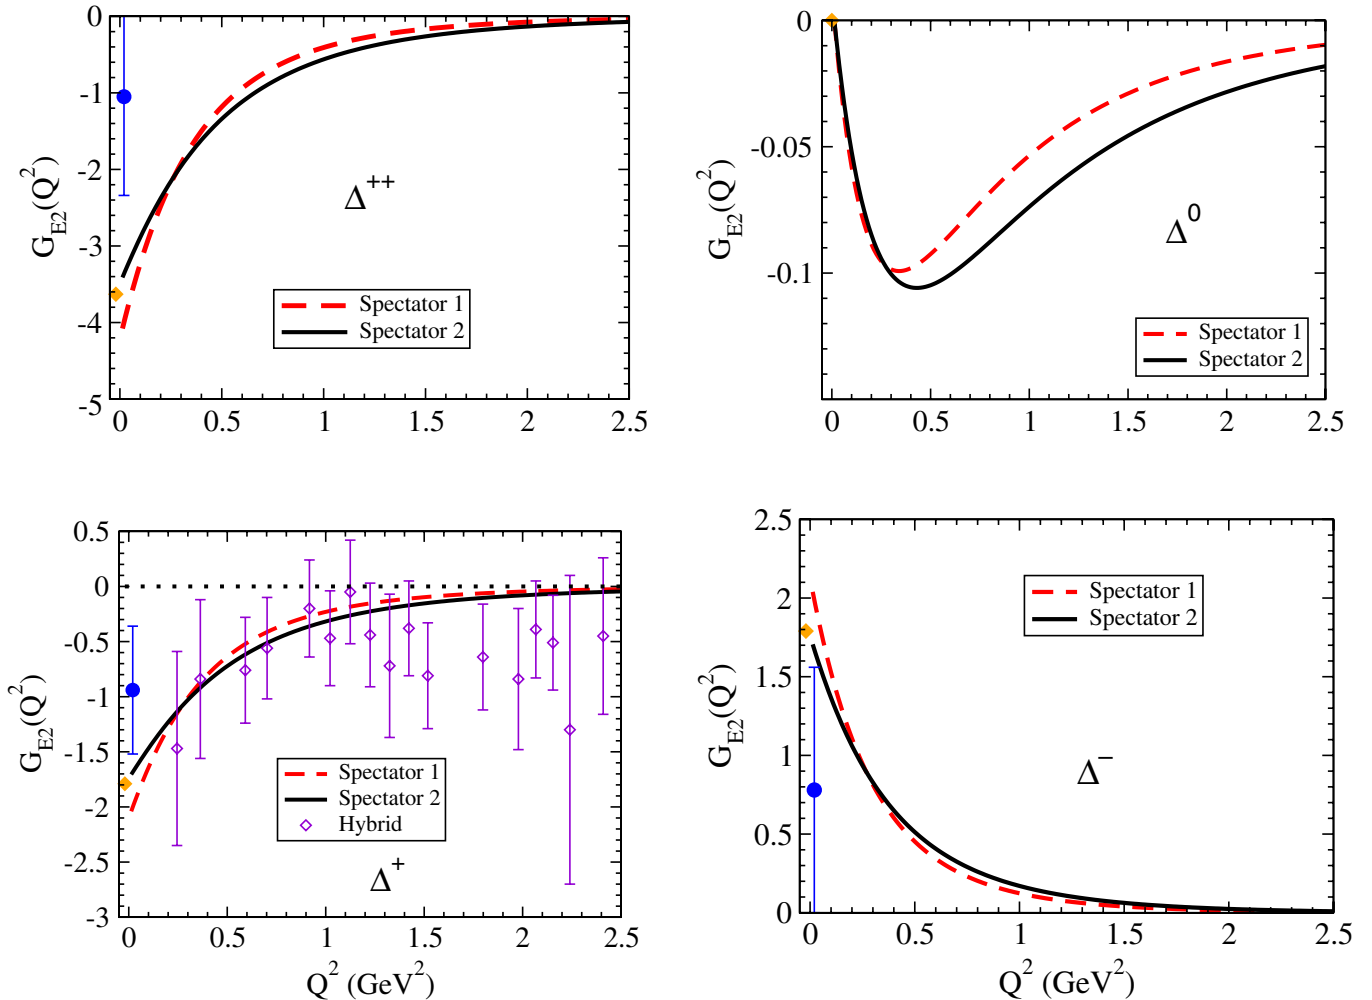 0
-1
-2
-3
-4
-5
G_E2(Q^2)
Δ^++
Spectator 1
Spectator 2
0 0.5 1 1.5 2 2.5
0
-0.05
-0.1
G_E2(Q^2)
Δ^0
Spectator 1
Spectator 2
0 0.5 1 1.5 2 2.5
0.5
0
-0.5
-1
-1.5
-2
-2.5
-3
G_E2(Q^2)
Spectator 1
Spectator 2
Hybrid
Δ^+
0 0.5 1 1.5 2 2.5
Q^2 (GeV^2)
2.5
2
1.5
1
0.5
0
G_E2(Q^2)
Spectator 1
Spectator 2
Δ^−
0 0.5 1 1.5 2 2.5
Q^2 (GeV^2)